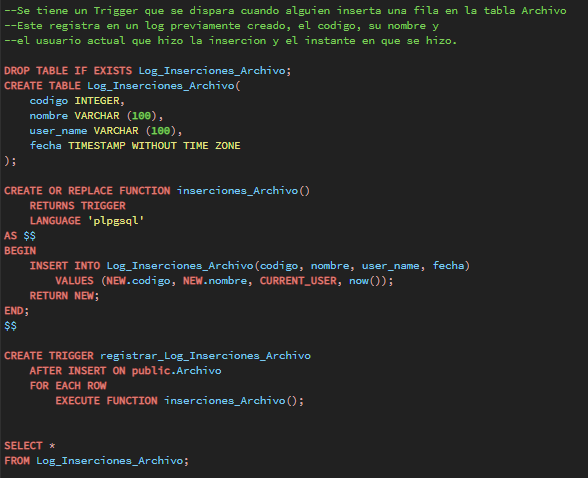 --Se tiene un Trigger que se dispara cuando alguien inserta una fila en la tabla Archivo
--Este registra en un log previamente creado, el codigo, su nombre y
--el usuario actual que hizo la insercion y el instante en que se hizo.
DROP TABLE IF EXISTS Log_Inserciones_Archivo;
CREATE TABLE Log_Inserciones_Archivo(
codigo INTEGER,
nombre VARCHAR (100),
user_name VARCHAR (100),
fecha TIMESTAMP WITHOUT TIME ZONE
);
CREATE OR REPLACE FUNCTION inserciones_Archivo()
RETURNS TRIGGER
LANGUAGE 'plpgsql'
AS $$
BEGIN
INSERT INTO Log_Inserciones_Archivo(codigo, nombre, user_name, fecha)
VALUES (NEW.codigo, NEW.nombre, CURRENT_USER, now());
RETURN NEW;
END;
$$
CREATE TRIGGER registrar_Log_Inserciones_Archivo
AFTER INSERT ON public.Archivo
FOR EACH ROW
EXECUTE FUNCTION inserciones_Archivo();
SELECT *
FROM Log_Inserciones_Archivo;